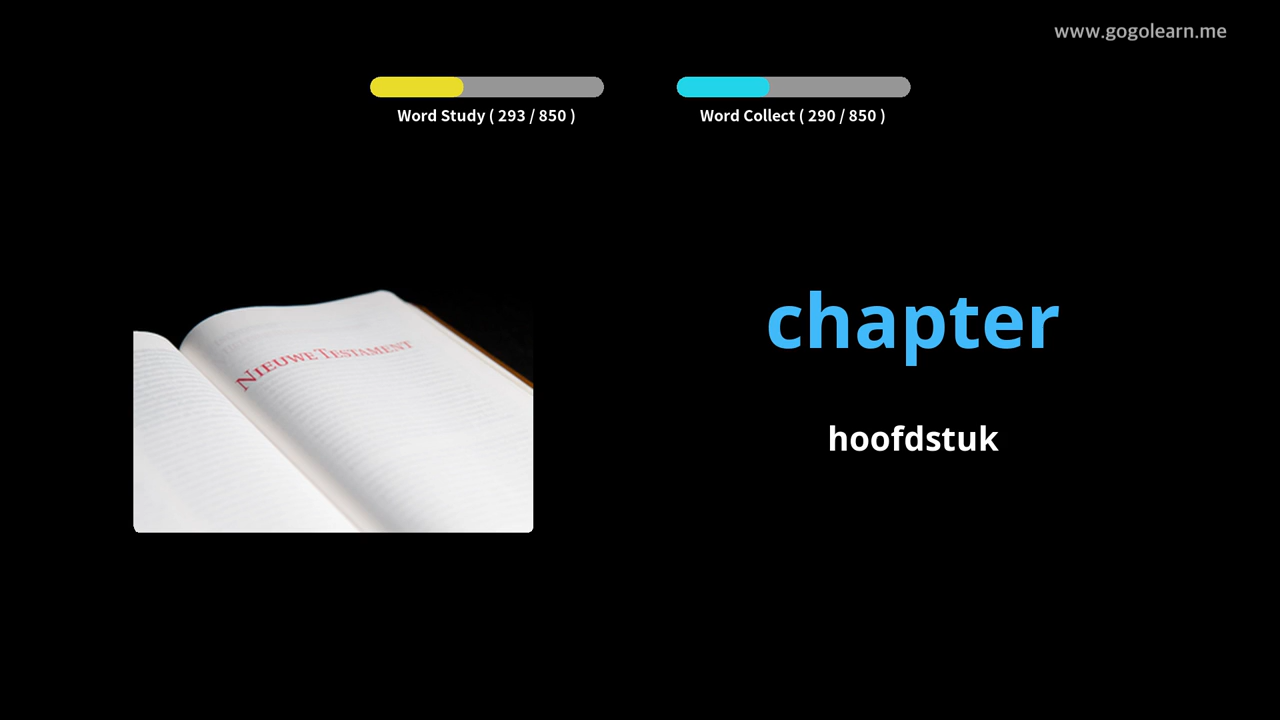 www.gogolearn.me
Word Study ( 293 / 850 )
Word Collect ( 290 / 850 )
NIEUWE TESTAMENT
chapter
hoofdstuk